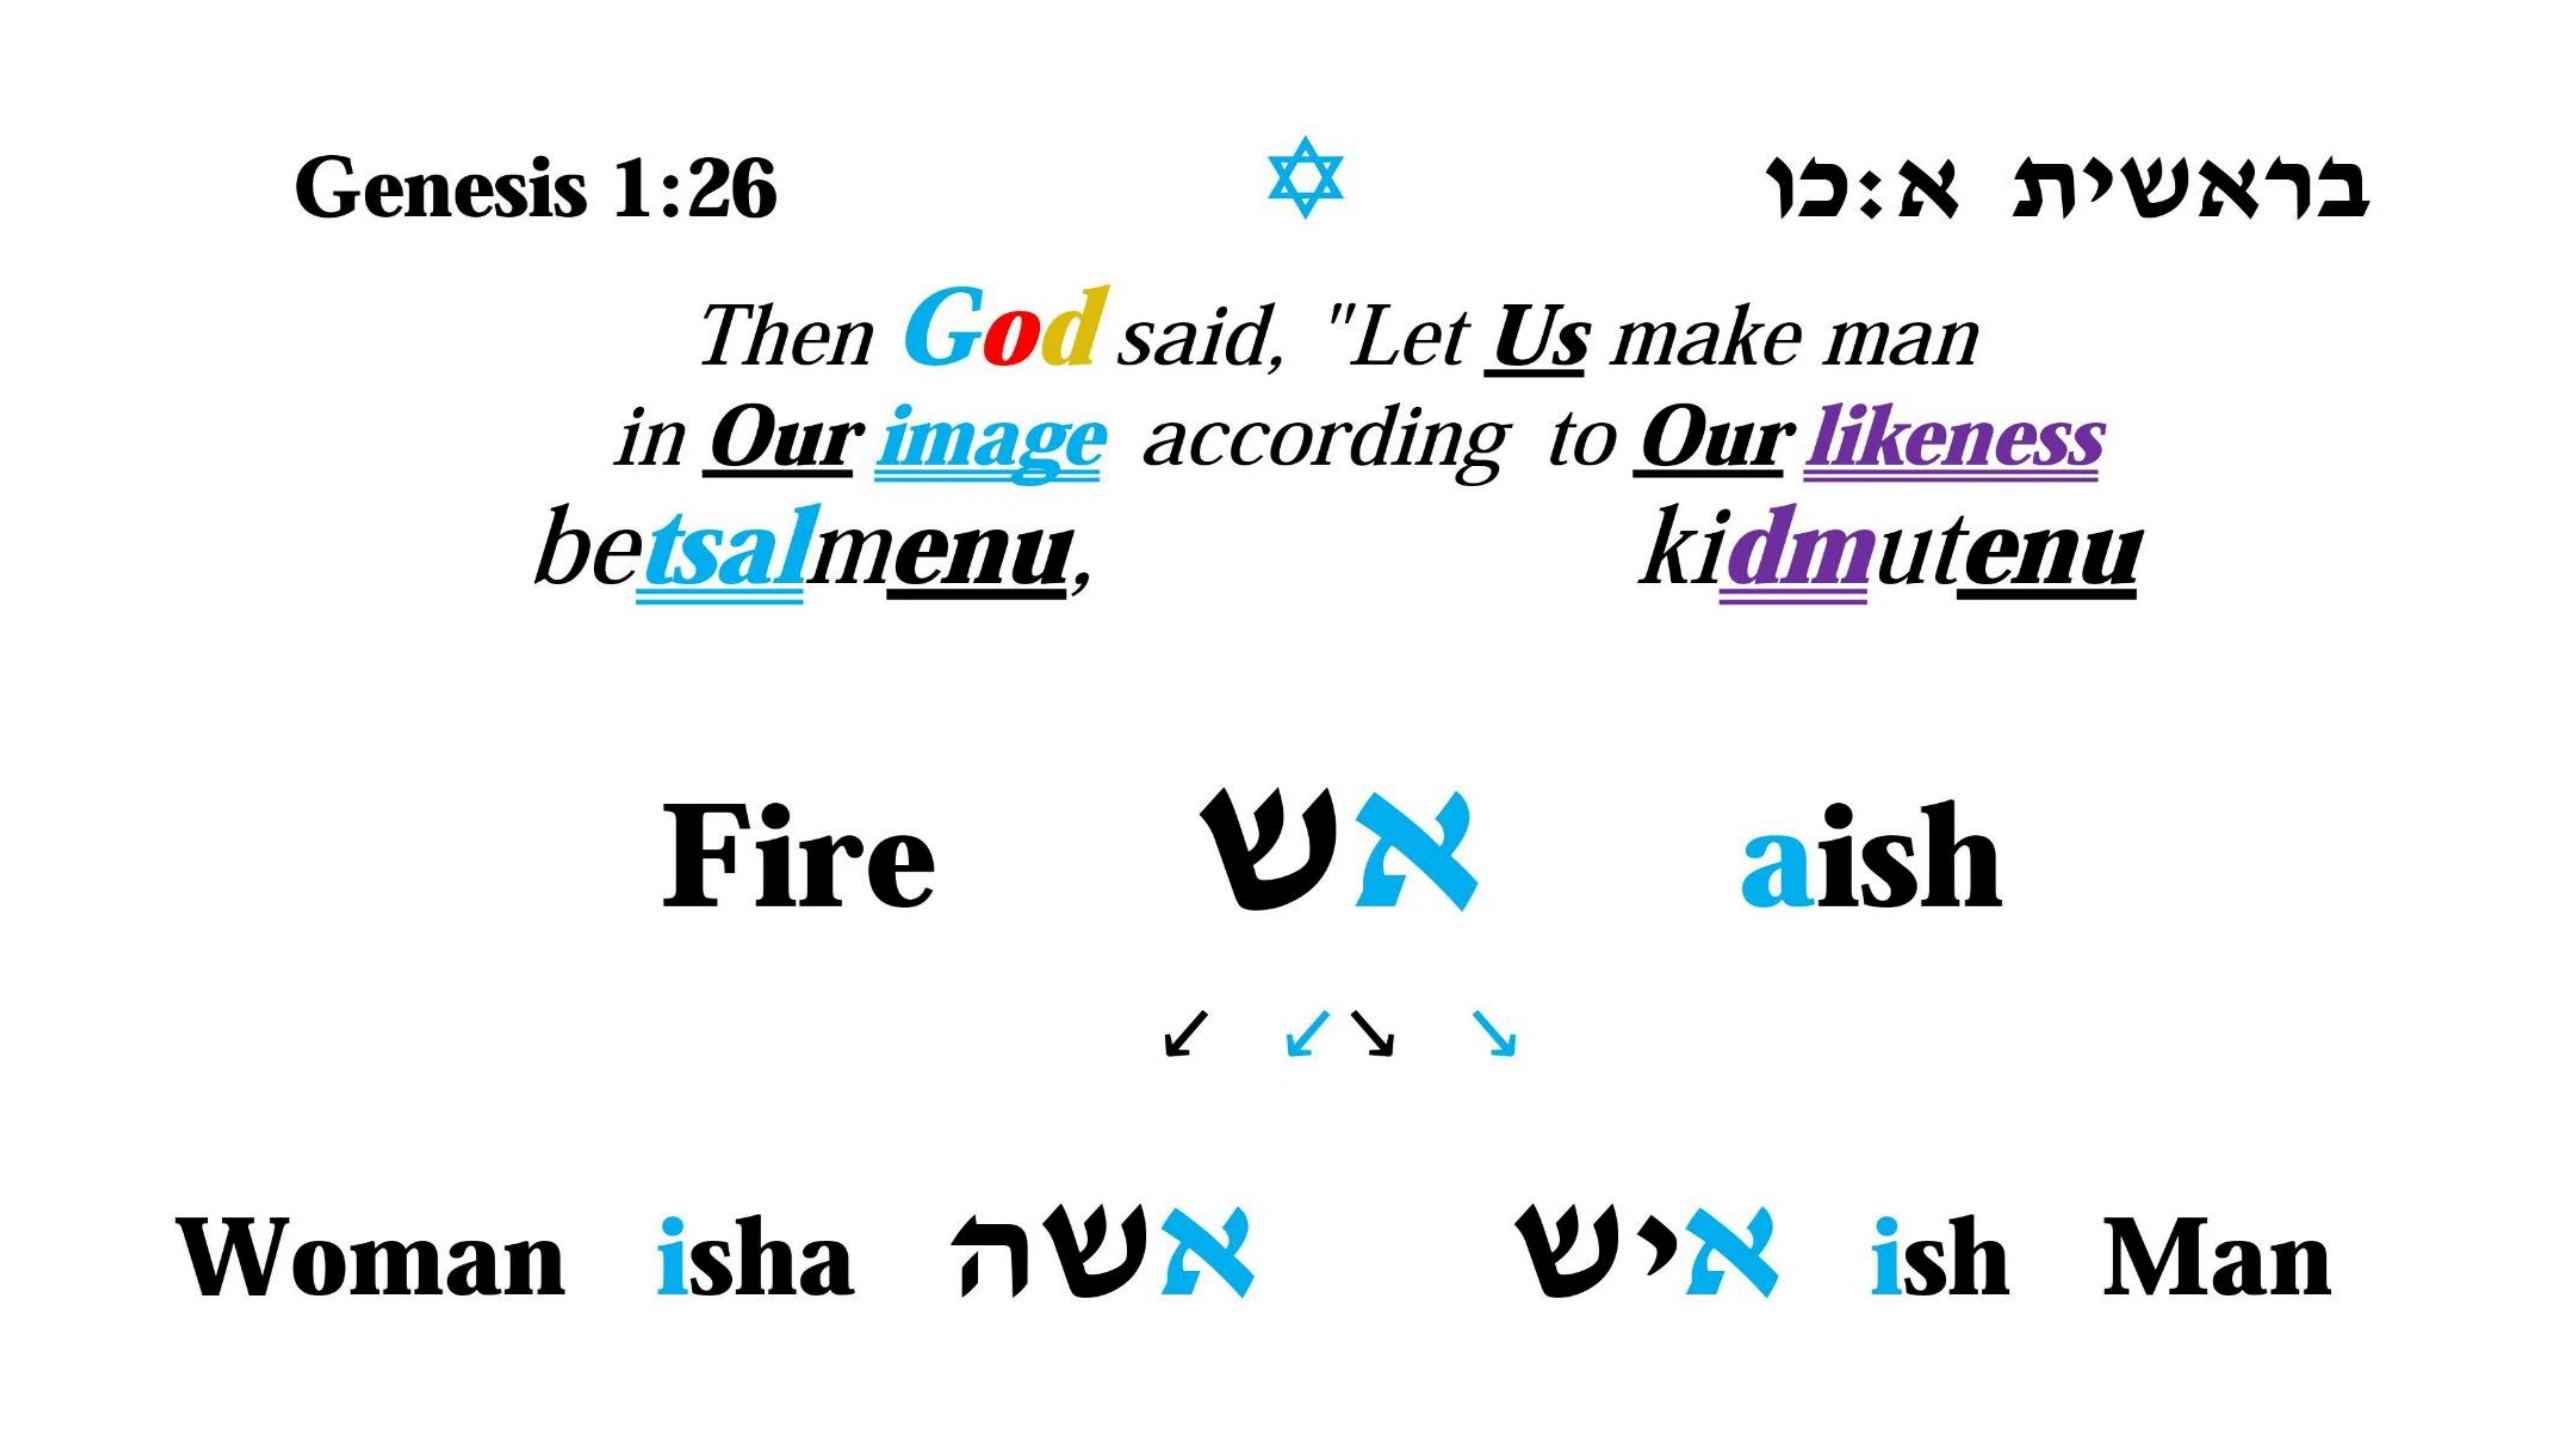 Genesis 1:26 ✡ בראשית א:כו
Then God said, "Let Us make man
in Our image according to Our likeness
betsalmenu, kidmutenu
Fire אש aish
↙ ↙ ↘ ↘
Woman isha אשה איש ish Man